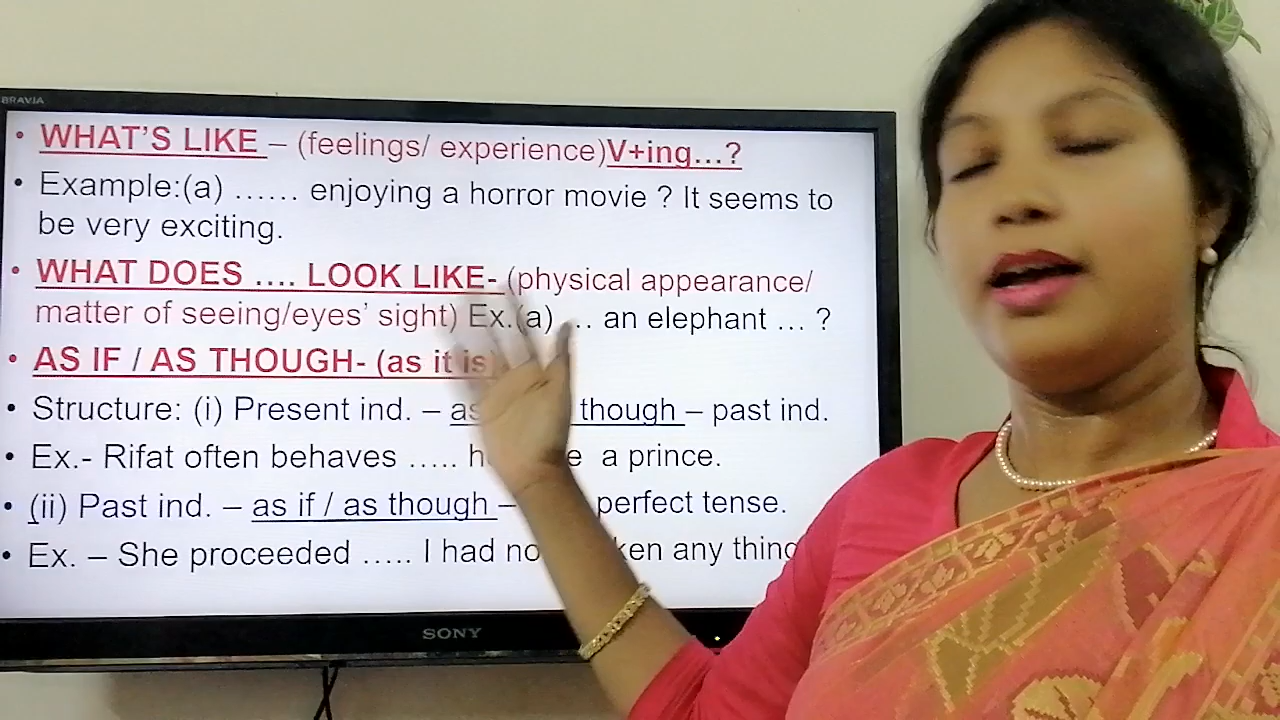 BRAVIA
• WHAT'S LIKE – (feelings/ experience)V+ing...?
• Example:(a) …… enjoying a horror movie ? It seems to
be very exciting.
• WHAT DOES …. LOOK LIKE- (physical appearance/
matter of seeing/eyes' sight) Ex.(a) … an elephant … ?
• AS IF / AS THOUGH- (as it is)
• Structure: (i) Present ind. – as though – past ind.
• Ex.- Rifat often behaves ….. a prince.
• (ii) Past ind. – as if / as though – perfect tense.
• Ex. – She proceeded ….. I had any thing
SONY